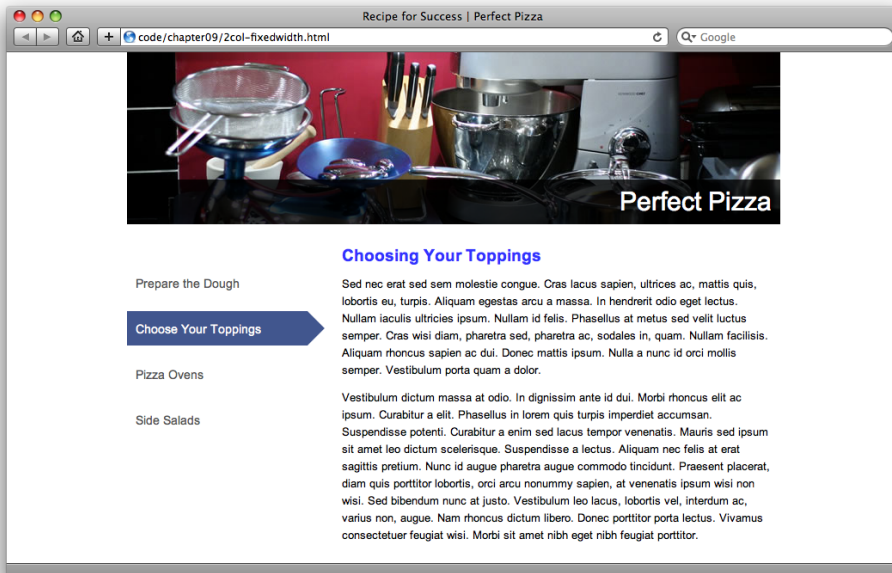 Recipe for Success | Perfect Pizza
code/chapter09/2col-fixedwidth.html
Google
Perfect Pizza
Prepare the Dough
Choose Your Toppings
Pizza Ovens
Side Salads
Choosing Your Toppings
Sed nec erat sed sem molestie congue. Cras lacus sapien, ultrices ac, mattis quis,
lobortis eu, turpis. Aliquam egestas arcu a massa. In hendrerit odio eget lectus.
Nullam iaculis ultricies ipsum. Nullam id felis. Phasellus at metus sed velit luctus
semper. Cras wisi diam, pharetra sed, pharetra ac, sodales in, quam. Nullam facilisis.
Aliquam rhoncus sapien ac dui. Donec mattis ipsum. Nulla a nunc id orci mollis
semper. Vestibulum porta quam a dolor.
Vestibulum dictum massa at odio. In dignissim ante id dui. Morbi rhoncus elit ac
ipsum. Curabitur a elit. Phasellus in lorem quis turpis imperdiet accumsan.
Suspendisse potenti. Curabitur a enim sed lacus tempor venenatis. Mauris sed ipsum
sit amet leo dictum scelerisque. Suspendisse a lectus. Aliquam nec felis at erat
sagittis pretium. Nunc id augue pharetra augue commodo tincidunt. Praesent placerat,
diam quis porttitor lobortis, orci arcu nonummy sapien, at venenatis ipsum wisi non
wisi. Sed bibendum nunc at justo. Vestibulum leo lacus, lobortis vel, interdum ac,
varius non, augue. Nam rhoncus dictum libero. Donec porttitor porta lectus. Vivamus
consectetuer feugiat wisi. Morbi sit amet nibh eget nibh feugiat porttitor.